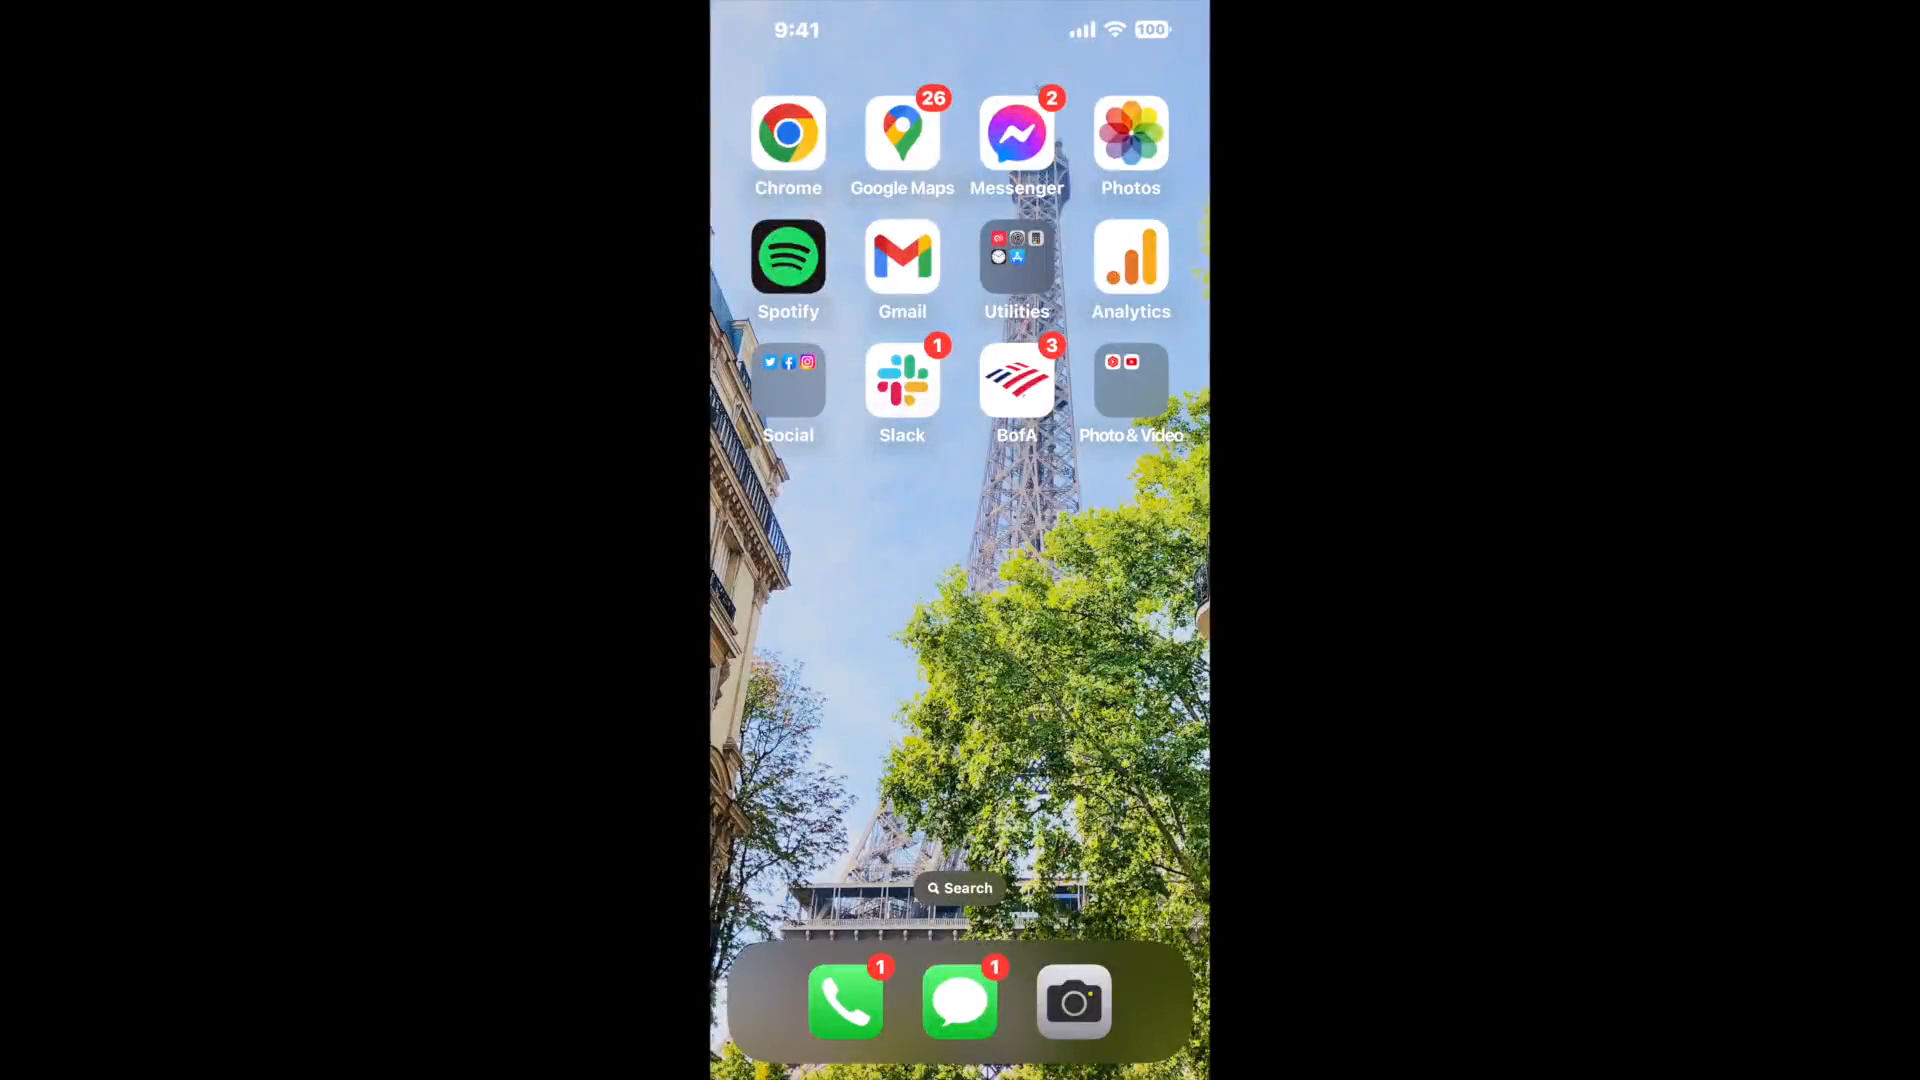 9:41
100
26
2
Chrome
Google Maps
Messenger
Photos
Spotify
Gmail
Utilities
Analytics
1
3
Social
Slack
BofA
Photo & Video
Search
1
1